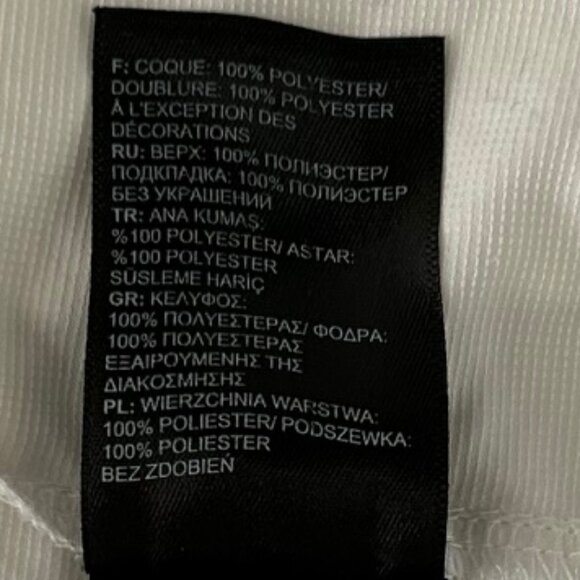 F: COQUE: 100% POLYESTER/
DOUBLURE: 100% POLYESTER
À L'EXCEPTION DES
DÉCORATIONS
RU: ВЕРХ: 100% ПОЛИЭСТЕР/
ПОДКЛАДКА: 100% ПОЛИЭСТЕР
БЕЗ УКРАШЕНИЙ
TR: ANA KUMAŞ:
%100 POLYESTER/ ASTAR:
%100 POLYESTER
SÜSLEME HARİÇ
GR: ΚΕΛΥΦΟΣ:
100% ΠΟΛΥΕΣΤΕΡΑΣ/ ΦΟΔΡΑ:
100% ΠΟΛΥΕΣΤΕΡΑΣ
ΕΞΑΙΡΟΥΜΕΝΗΣ ΤΗΣ
ΔΙΑΚΟΣΜΗΣΗΣ
PL: WIERZCHNIA WARSTWA:
100% POLIESTER/ PODSZEWKA:
100% POLIESTER
BEZ ZDOBIEŃ